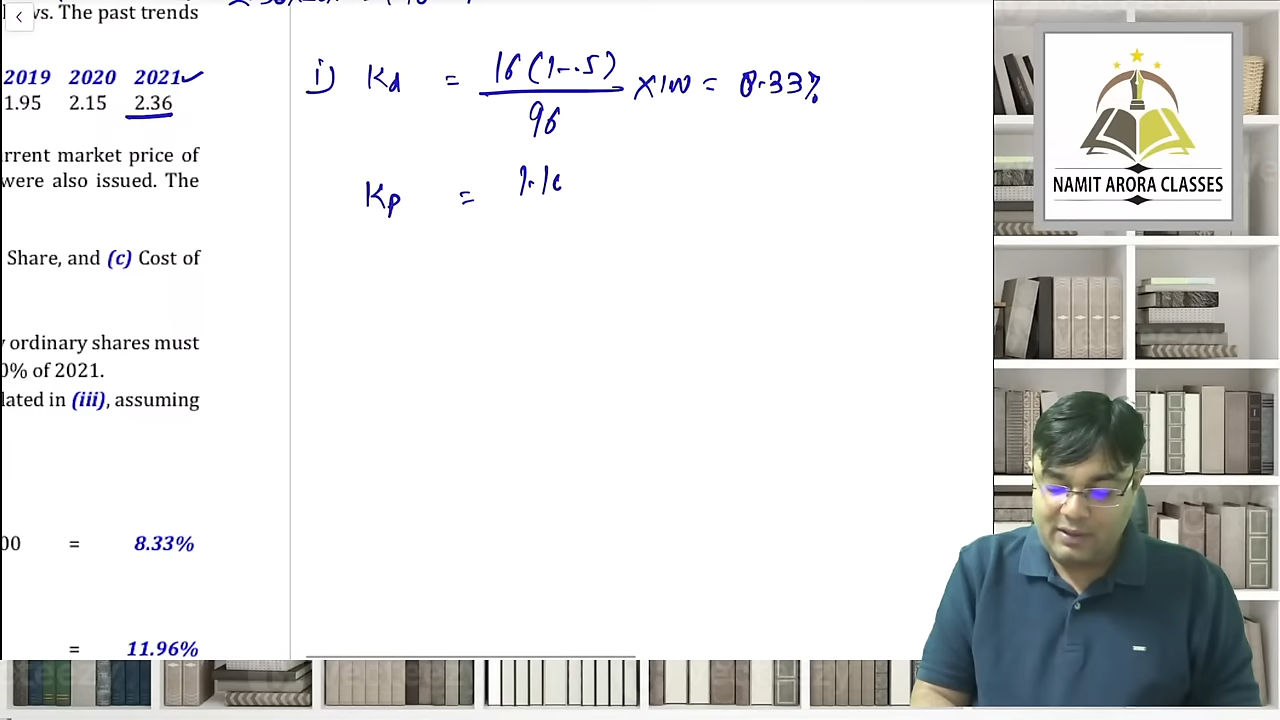 vs. The past trends
2019 2020 2021
1.95 2.15 2.36
rrent market price of
were also issued. The
Share, and (c) Cost of
ordinary shares must
0% of 2021.
lated in (iii), assuming
00 = 8.33%
= 11.96%
i) Kd = 16(1-.5) / 96 ×100 = 8.33%
Kp = 1.1
NAMIT ARORA CLASSES